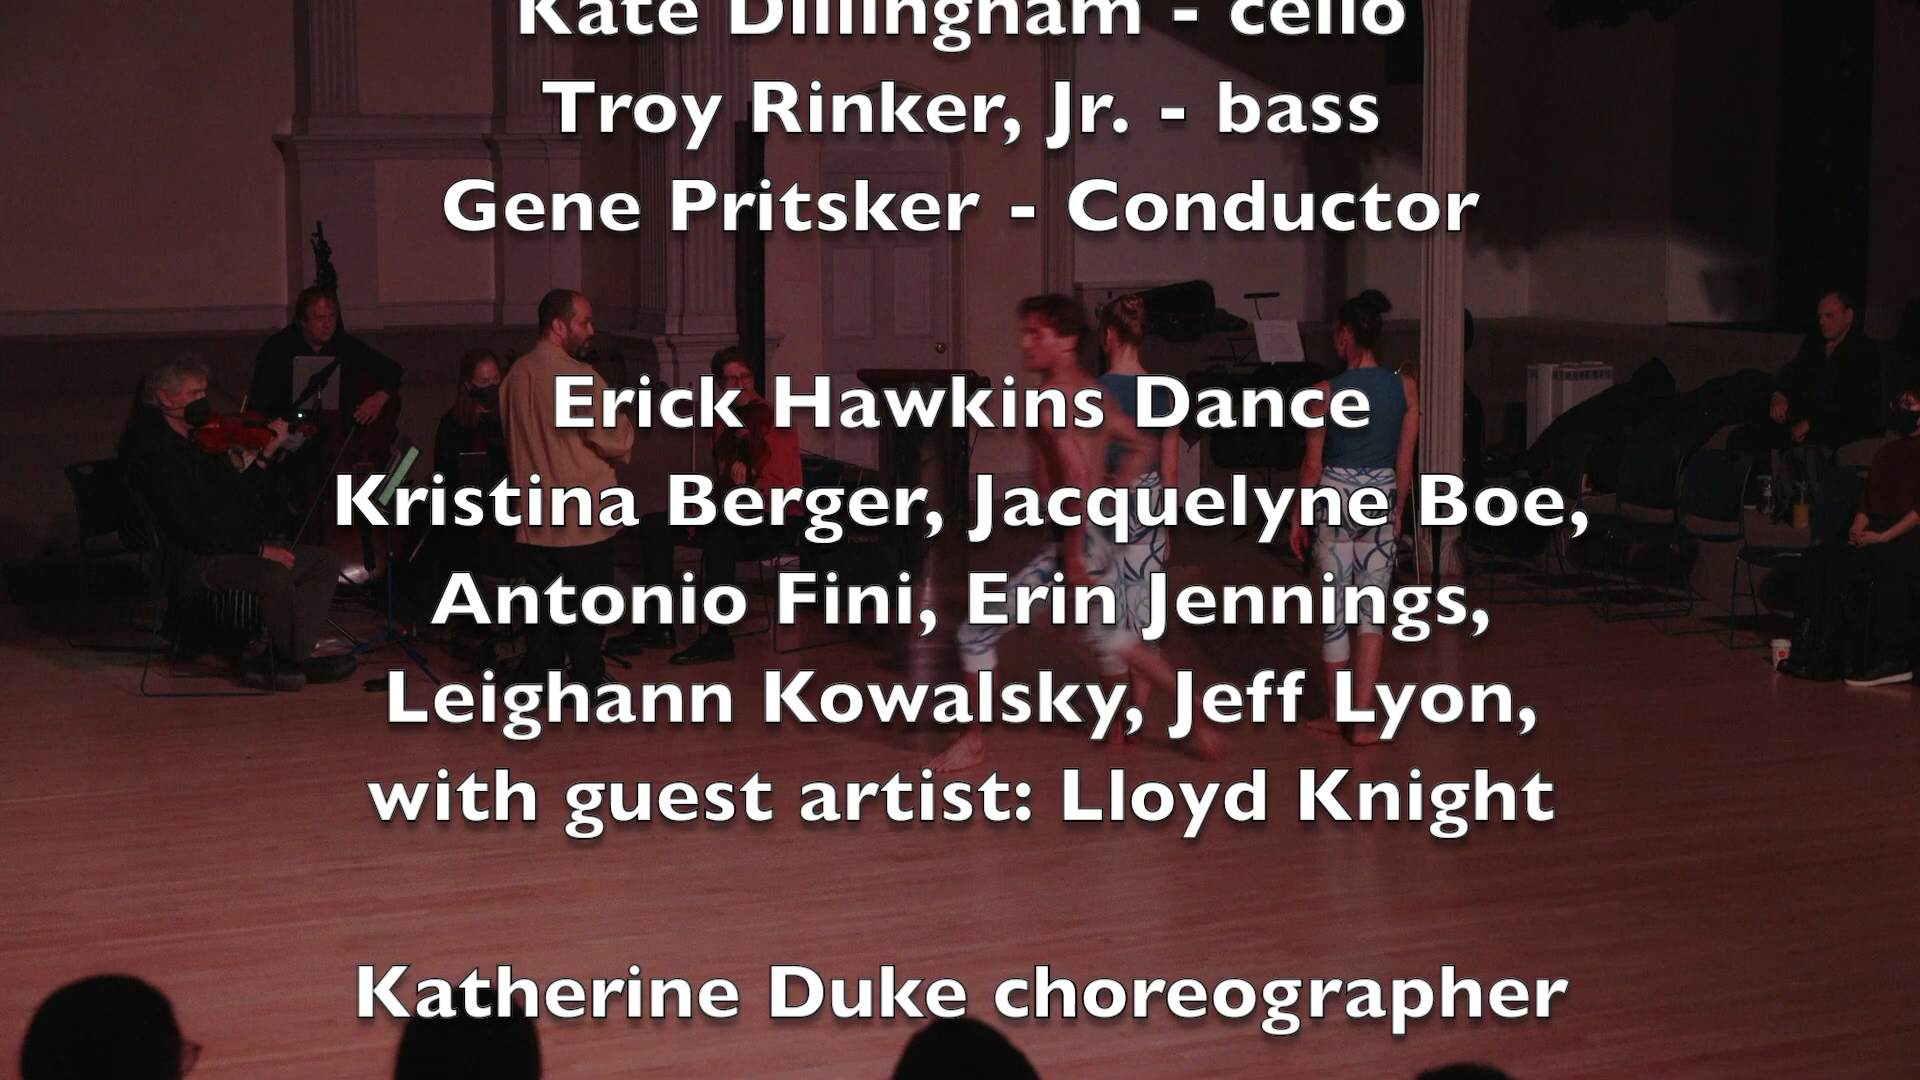 Kate Dillingham - cello
Troy Rinker, Jr. - bass
Gene Pritsker - Conductor
Erick Hawkins Dance
Kristina Berger, Jacquelyne Boe,
Antonio Fini, Erin Jennings,
Leighann Kowalsky, Jeff Lyon,
with guest artist: Lloyd Knight
Katherine Duke choreographer